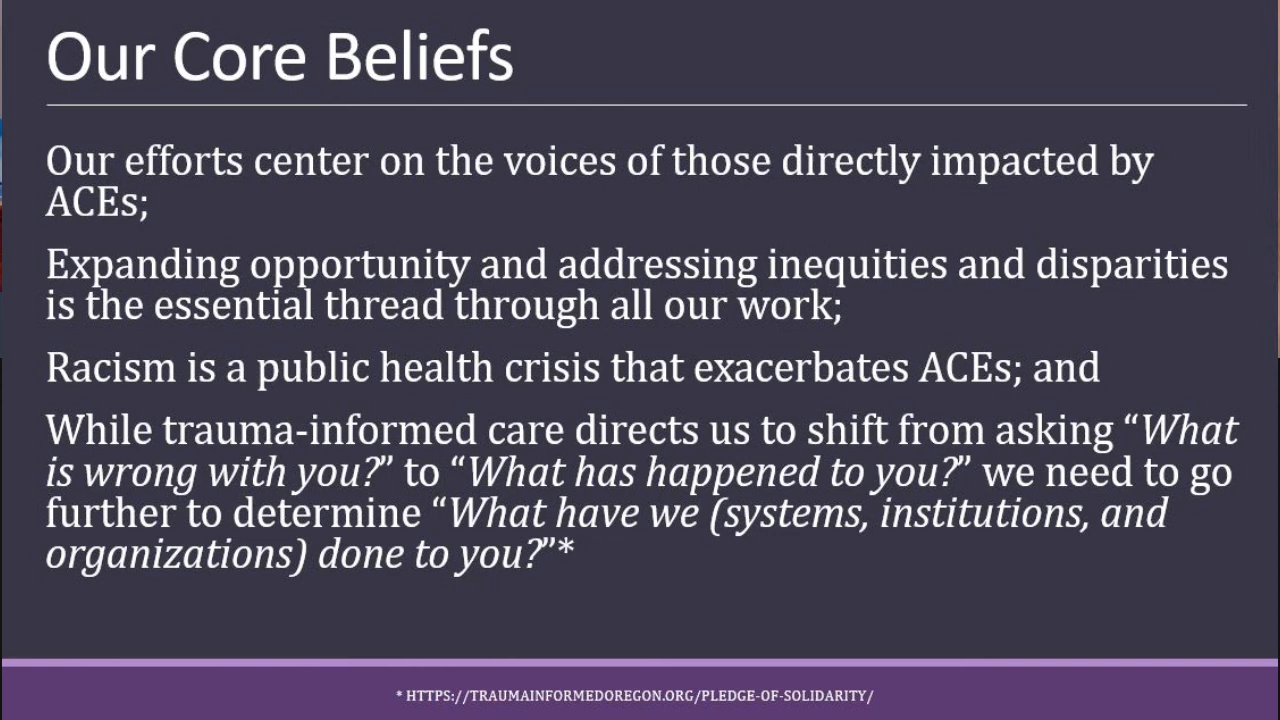 Our Core Beliefs
Our efforts center on the voices of those directly impacted by
ACEs;
Expanding opportunity and addressing inequities and disparities
is the essential thread through all our work;
Racism is a public health crisis that exacerbates ACEs; and
While trauma-informed care directs us to shift from asking “What
is wrong with you?” to “What has happened to you?” we need to go
further to determine “What have we (systems, institutions, and
organizations) done to you?”*
* HTTPS://TRAUMAINFORMEDOREGON.ORG/PLEDGE-OF-SOLIDARITY/